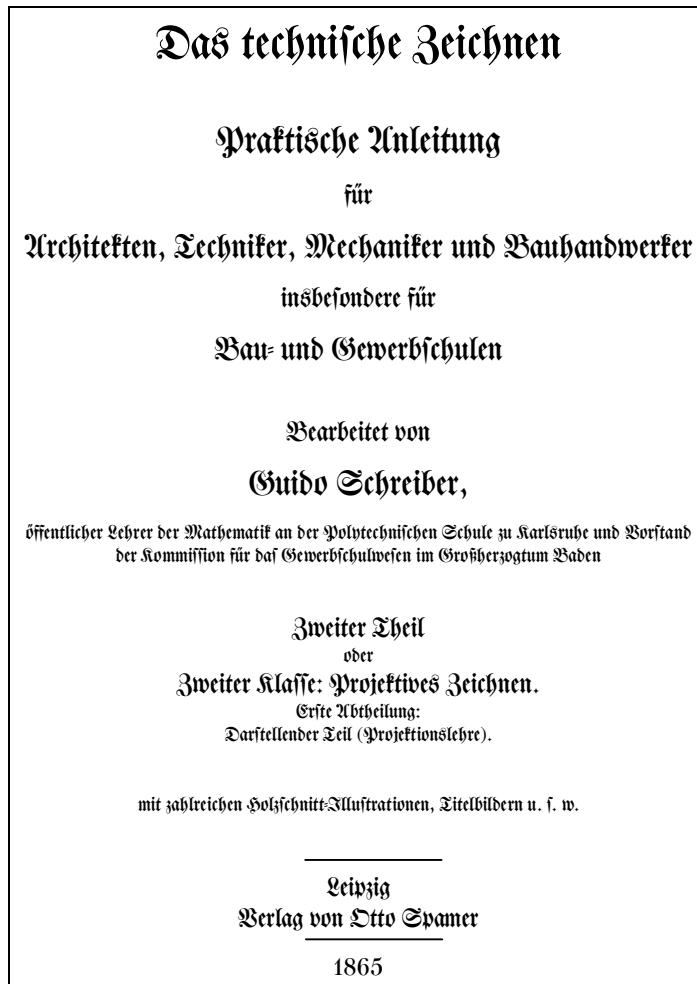 Das techniſche Zeichnen
Praktische Anleitung
für
Architekten, Techniker, Mechaniker und Bauhandwerker
insbeſondere für
Bau- und Gewerbſchulen
Bearbeitet von
Guido Schreiber,
öffentlicher Lehrer der Mathematik an der Polytechniſchen Schule zu Karlsruhe und Vorſtand
der Kommiſſion für daſ Gewerbſchulweſen im Großherzogtum Baden
Zweiter Theil
oder
Zweiter Klaſſe: Projektives Zeichnen.
Erſte Abtheilung:
Darſtellender Teil (Projektionslehre).
mit zahlreichen Holzſchnitt-Illuſtrationen, Titelbildern u. ſ. w.
Leipzig
Verlag von Otto Spamer
1865